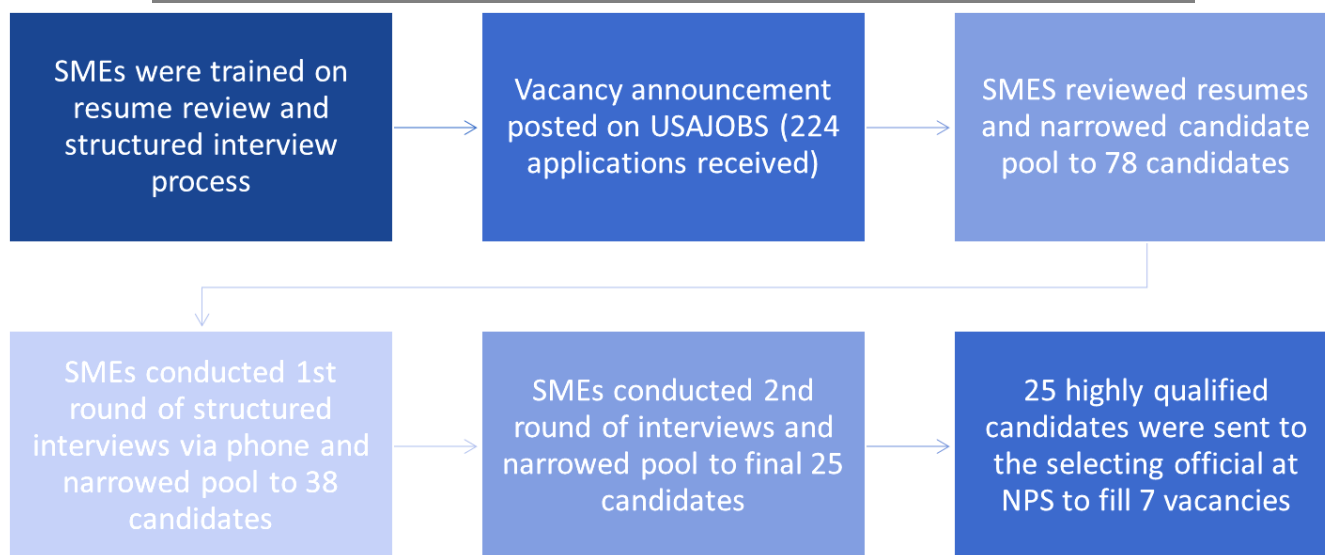 SMEs were trained on
resume review and
structured interview
process
Vacancy announcement
posted on USAJOBS (224
applications received)
SMES reviewed resumes
and narrowed candidate
pool to 78 candidates
SMEs conducted 1st
round of structured
interviews via phone and
narrowed pool to 38
candidates
SMEs conducted 2nd
round of interviews and
narrowed pool to final 25
candidates
25 highly qualified
candidates were sent to
the selecting official at
NPS to fill 7 vacancies